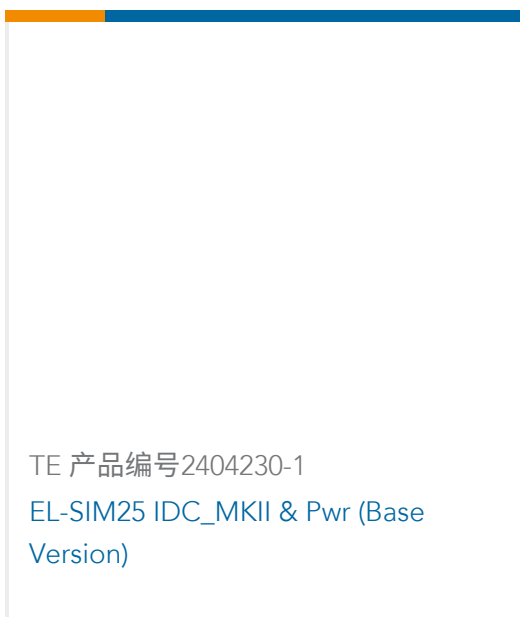 TE 产品编号2404230-1
EL-SIM25 IDC_MKII & Pwr (Base
Version)